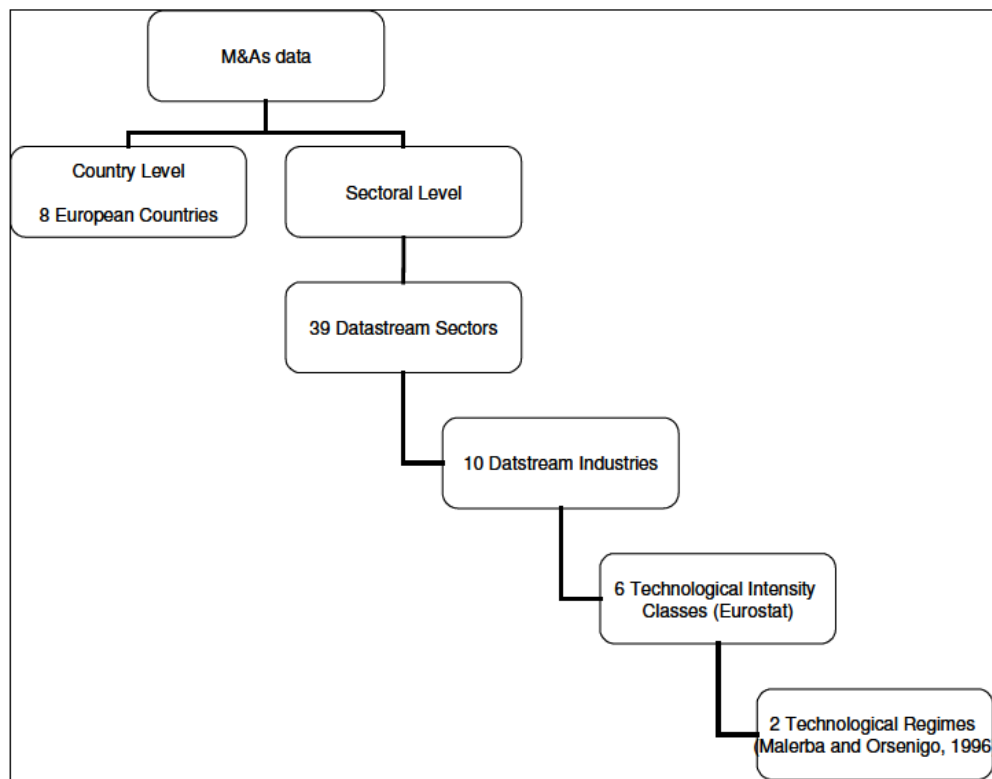 M&As data
Country Level
8 European Countries
Sectoral Level
39 Datastream Sectors
10 Datstream Industries
6 Technological Intensity
Classes (Eurostat)
2 Technological Regimes
(Malerba and Orsenigo, 1996